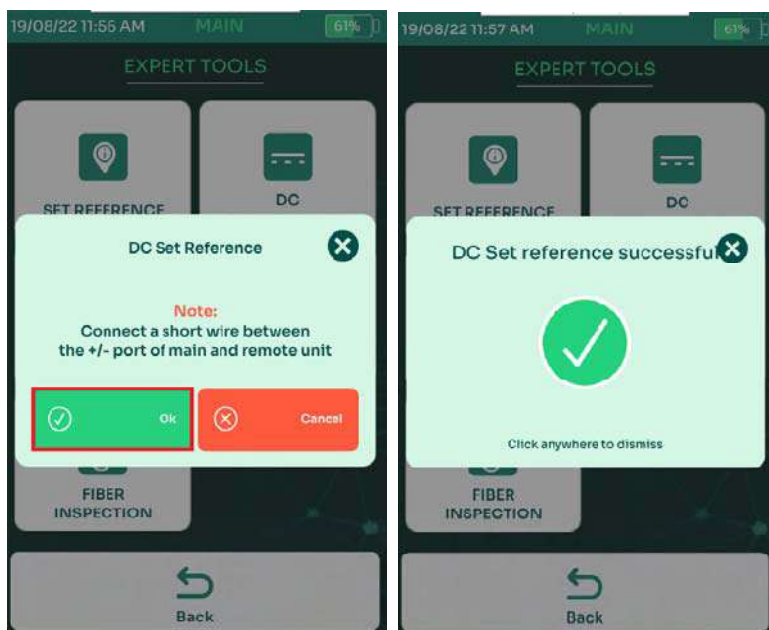 19/08/22 11:56 AM MAIN 61%
EXPERT TOOLS
SET REFERENCE
DC
DC Set Reference
Note:
Connect a short wire between
the +/- port of main and remote unit
Ok
Cancel
FIBER
INSPECTION
Back
19/08/22 11:57 AM MAIN 61%
EXPERT TOOLS
SET REFERENCE
DC
DC Set reference successful
Click anywhere to dismiss
FIBER
INSPECTION
Back